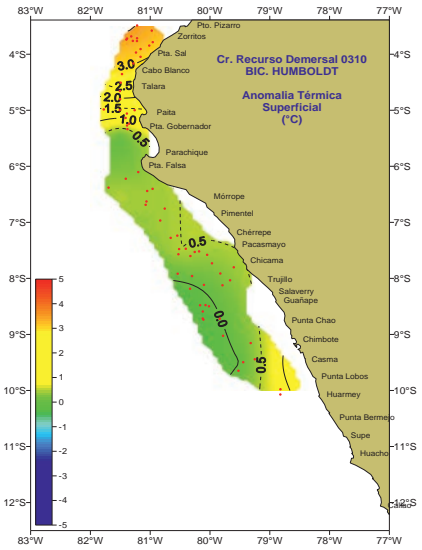 Pto. Pizarro
4°S
Zorritos
Pta. Sal
Cr. Recurso Demersal 0310
BIC. HUMBOLDT
3.0
Cabo Blanco
2.5
Talara
Anomalia Térmica
Superficial
(°C)
2.0
1.5
Paita
5°S
1.0
Pta. Gobernador
0.5
Parachique
6°S
Pta. Falsa
Mórrope
Pimentel
7°S
Chérrepe
0.5
Pacasmayo
Chicama
8°S
Trujillo
5
Salaverry
Guañape
4
0.0
Punta Chao
3
9°S
Chimbote
2
Casma
0.5
1
Punta Lobos
0
10°S
Huarmey
-1
Punta Bermejo
-2
Supe
11°S
11°S
-3
Huacho
-4
12°S
12°S
Callao
-5
83°W
82°W
81°W
80°W
79°W
78°W
77°W